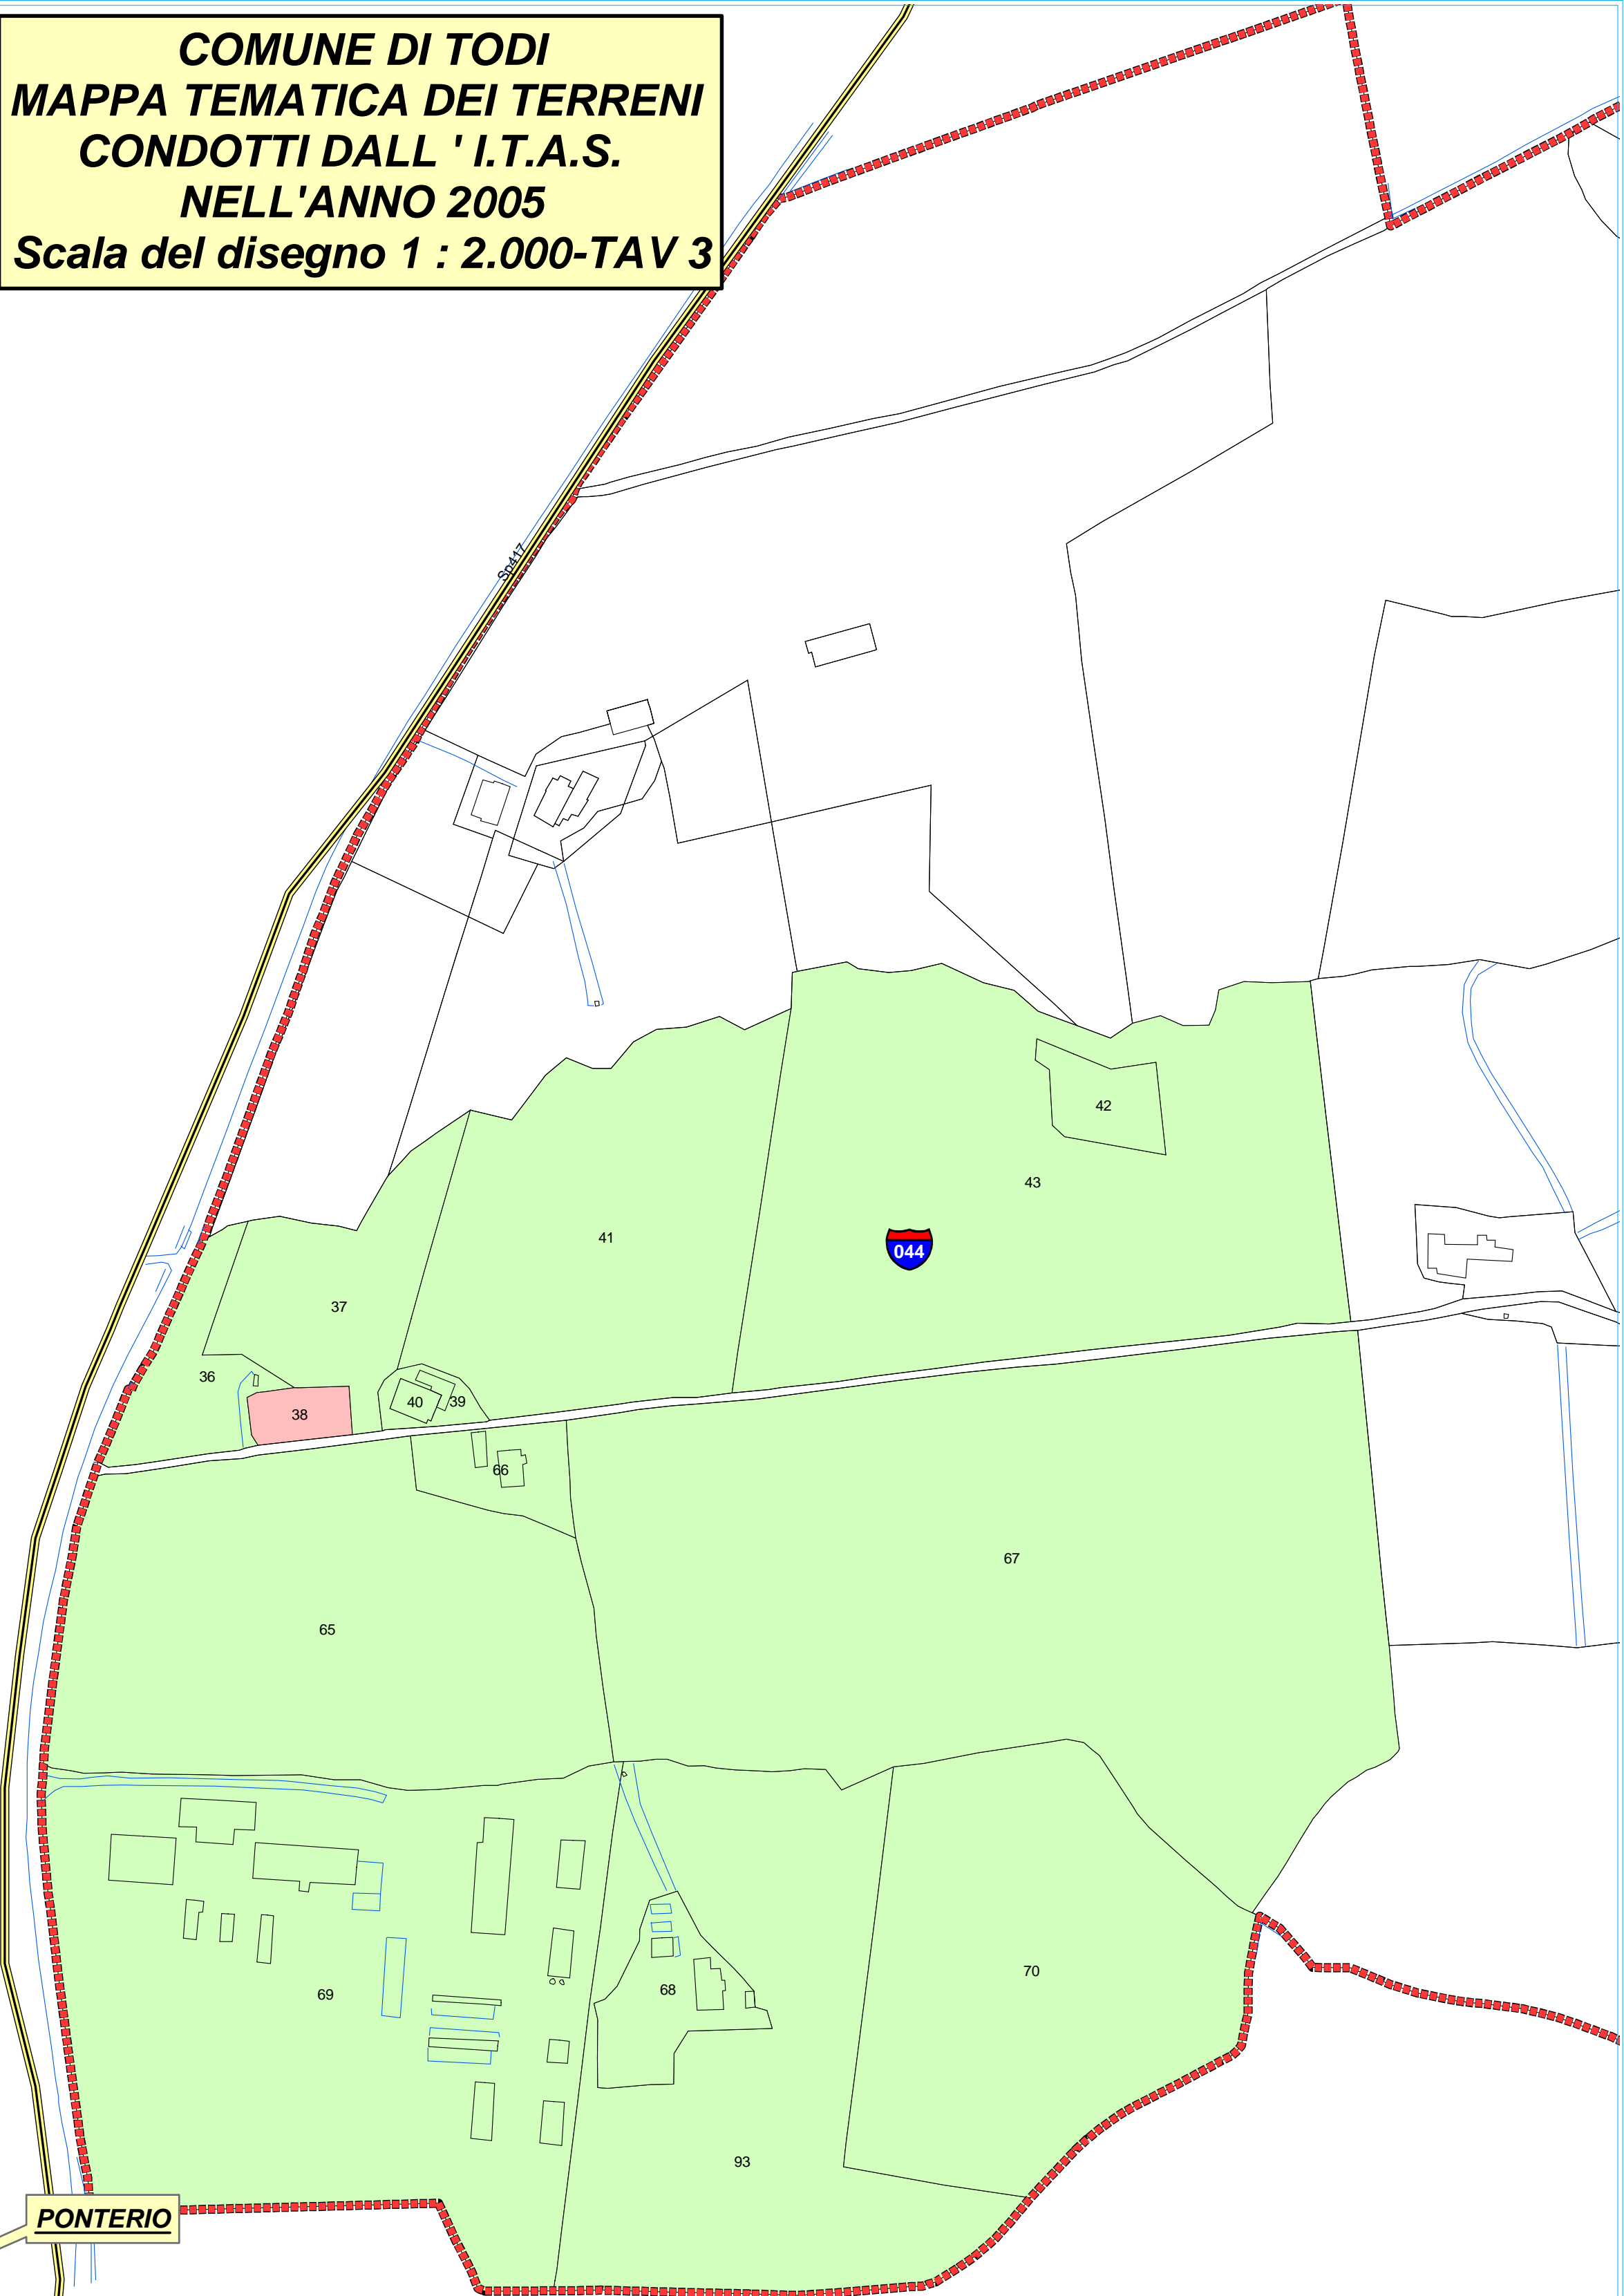 COMUNE DI TODI
MAPPA TEMATICA DEI TERRENI
CONDOTTI DALL ' I.T.A.S.
NELL'ANNO 2005
Scala del disegno 1 : 2.000-TAV 3
Sp417
42
43
41
044
37
36
38
40
39
66
67
65
70
68
69
93
PONTERIO